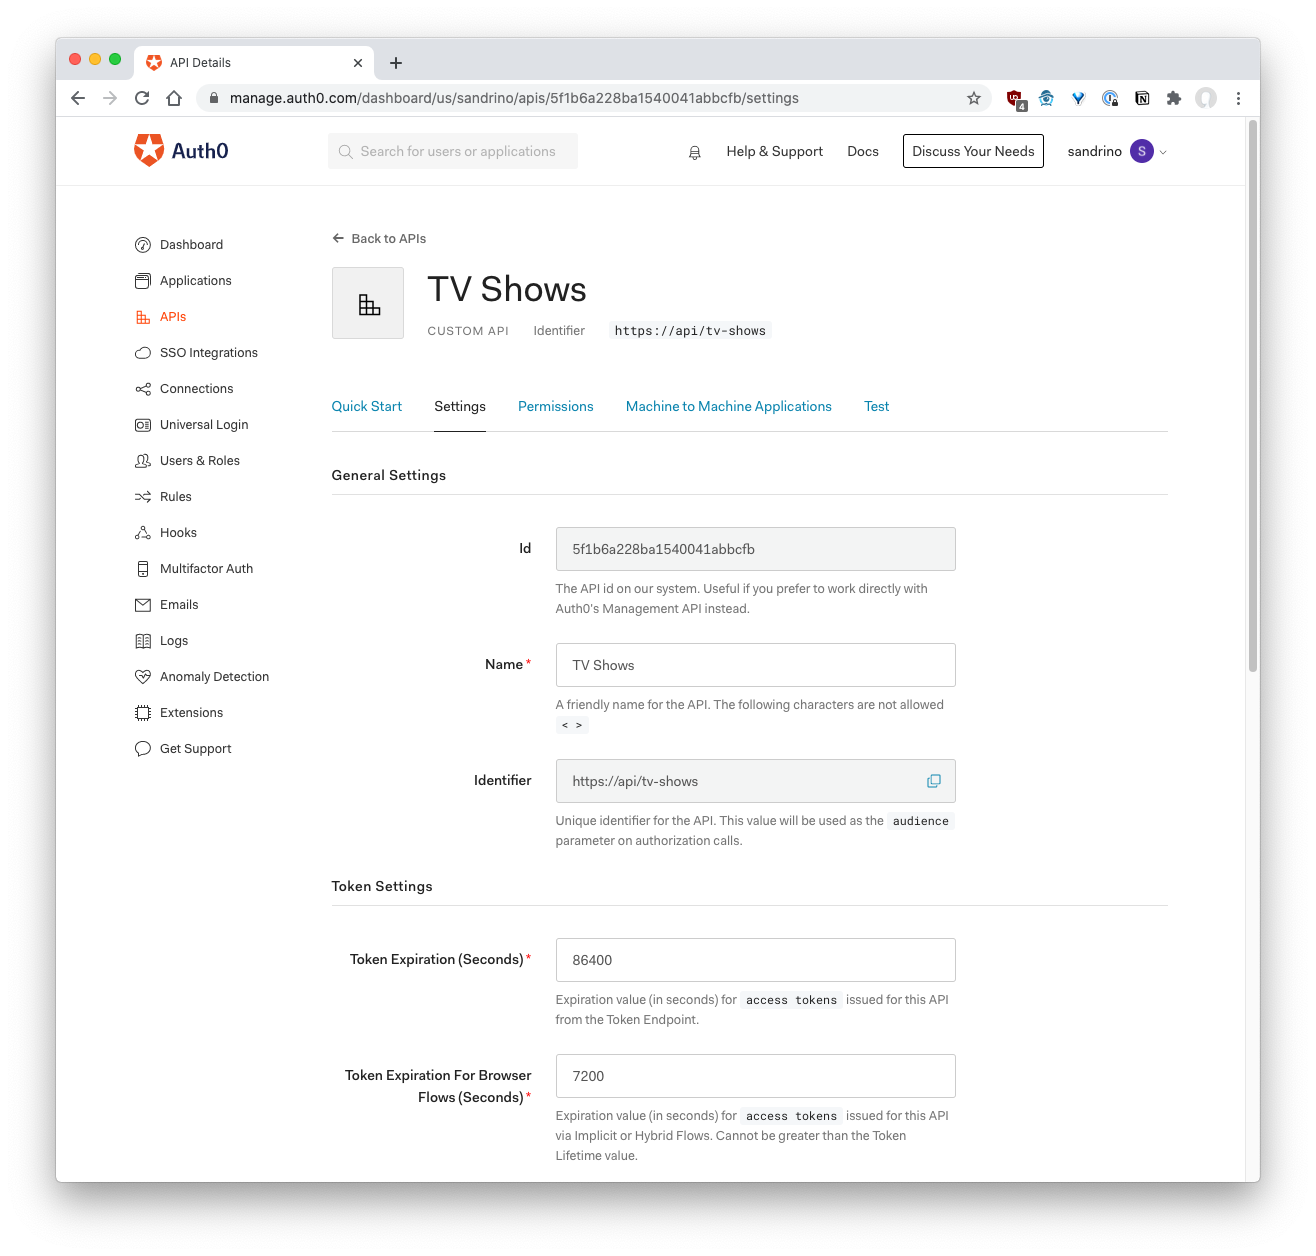 API Details
manage.auth0.com/dashboard/us/sandrino/apis/5f1b6a228ba1540041abbcfb/settings
4
Auth0
Search for users or applications
Help & Support
Docs
Discuss Your Needs
sandrino
S
Dashboard
Applications
APIs
SSO Integrations
Connections
Universal Login
Users & Roles
Rules
Hooks
Multifactor Auth
Emails
Logs
Anomaly Detection
Extensions
Get Support
Back to APIs
TV Shows
CUSTOM API Identifier https://api/tv-shows
Quick Start Settings Permissions Machine to Machine Applications Test
General Settings
Id
5f1b6a228ba1540041abbcfb
The API id on our system. Useful if you prefer to work directly with
Auth0's Management API instead.
Name*
TV Shows
A friendly name for the API. The following characters are not allowed
< >
Identifier
https://api/tv-shows
Unique identifier for the API. This value will be used as the audience
parameter on authorization calls.
Token Settings
Token Expiration (Seconds)*
86400
Expiration value (in seconds) for access tokens issued for this API
from the Token Endpoint.
Token Expiration For Browser
Flows (Seconds)*
7200
Expiration value (in seconds) for access tokens issued for this API
via Implicit or Hybrid Flows. Cannot be greater than the Token
Lifetime value.